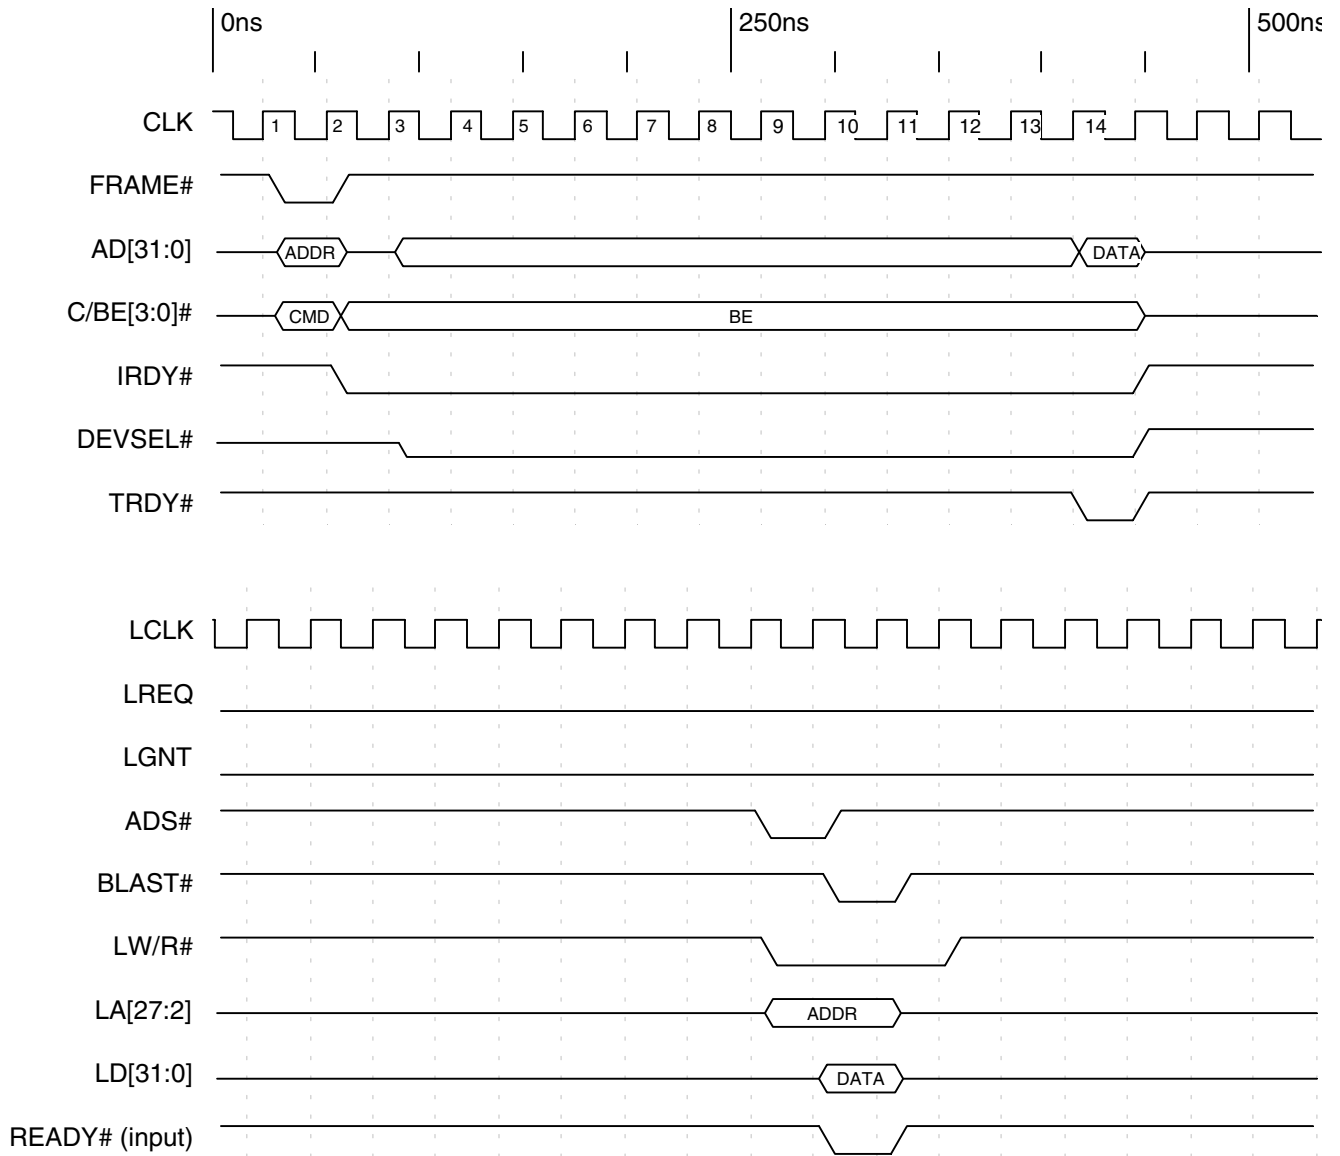 0ns 250ns 500ns
CLK 1 2 3 4 5 6 7 8 9 10 11 12 13 14
FRAME#
AD[31:0] ADDR DATA
C/BE[3:0]# CMD BE
IRDY#
DEVSEL#
TRDY#
LCLK
LREQ
LGNT
ADS#
BLAST#
LW/R#
LA[27:2] ADDR
LD[31:0] DATA
READY# (input)